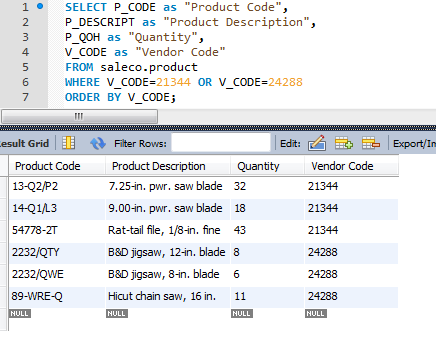 1 SELECT P_CODE as "Product Code",
2 P_DESCRIPT as "Product Description",
3 P_QOH as "Quantity",
4 V_CODE as "Vendor Code"
5 FROM saleco.product
6 WHERE V_CODE=21344 OR V_CODE=24288
7 ORDER BY V_CODE;
esult Grid Filter Rows: Edit: Export/Im
Product Code Product Description Quantity Vendor Code
13-Q2/P2 7.25-in. pwr. saw blade 32 21344
14-Q1/L3 9.00-in. pwr. saw blade 18 21344
54778-2T Rat-tail file, 1/8-in. fine 43 21344
2232/QTY B&D jigsaw, 12-in. blade 8 24288
2232/QWE B&D jigsaw, 8-in. blade 6 24288
89-WRE-Q Hicut chain saw, 16 in. 11 24288
NULL NULL NULL NULL